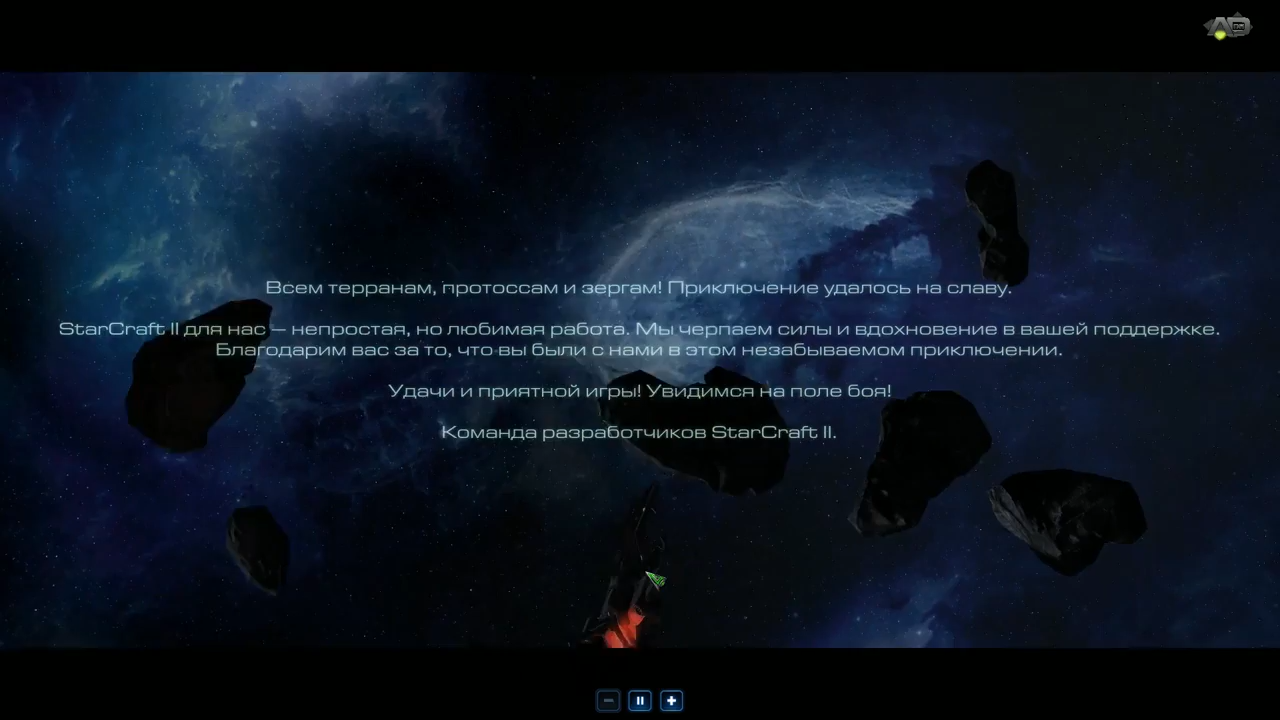 Всем терранам, протоссам и зергам! Приключение удалось на славу.
StarCraft II для нас – непростая, но любимая работа. Мы черпаем силы и вдохновение в вашей поддержке.
Благодарим вас за то, что вы были с нами в этом незабываемом приключении.
Удачи и приятной игры! Увидимся на поле боя!
Команда разработчиков StarCraft II.